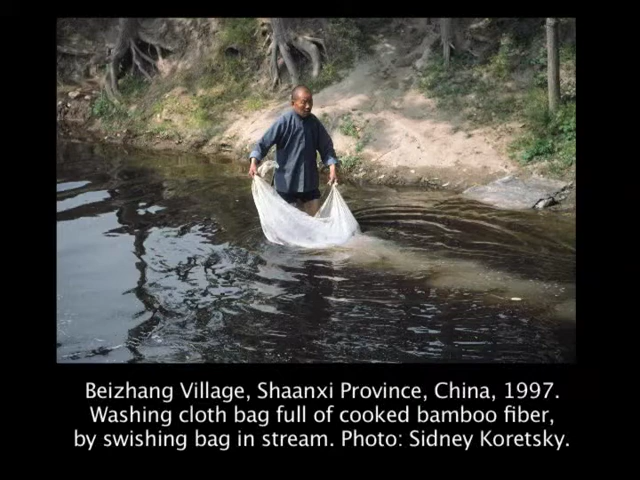 Beizhang Village, Shaanxi Province, China, 1997.
Washing cloth bag full of cooked bamboo fiber,
by swishing bag in stream. Photo: Sidney Koretsky.